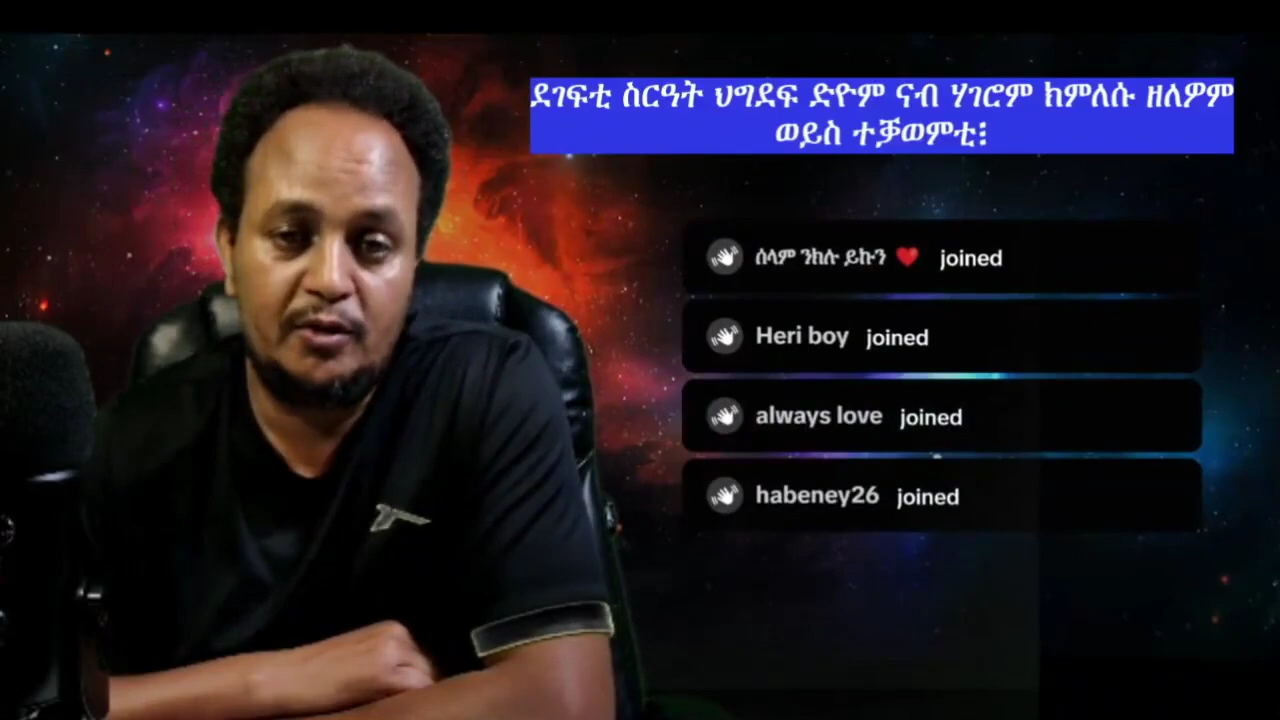 ደገፍቲ ስርዓት ህግደፍ ድዮም ናብ ሃገሮም ክምለሱ ዘለዎም
ወይስ ተቓወምቲ፧
ሰላም ንክሉ ይኩን ❤️ joined
Heri boy joined
always love joined
habeney26 joined